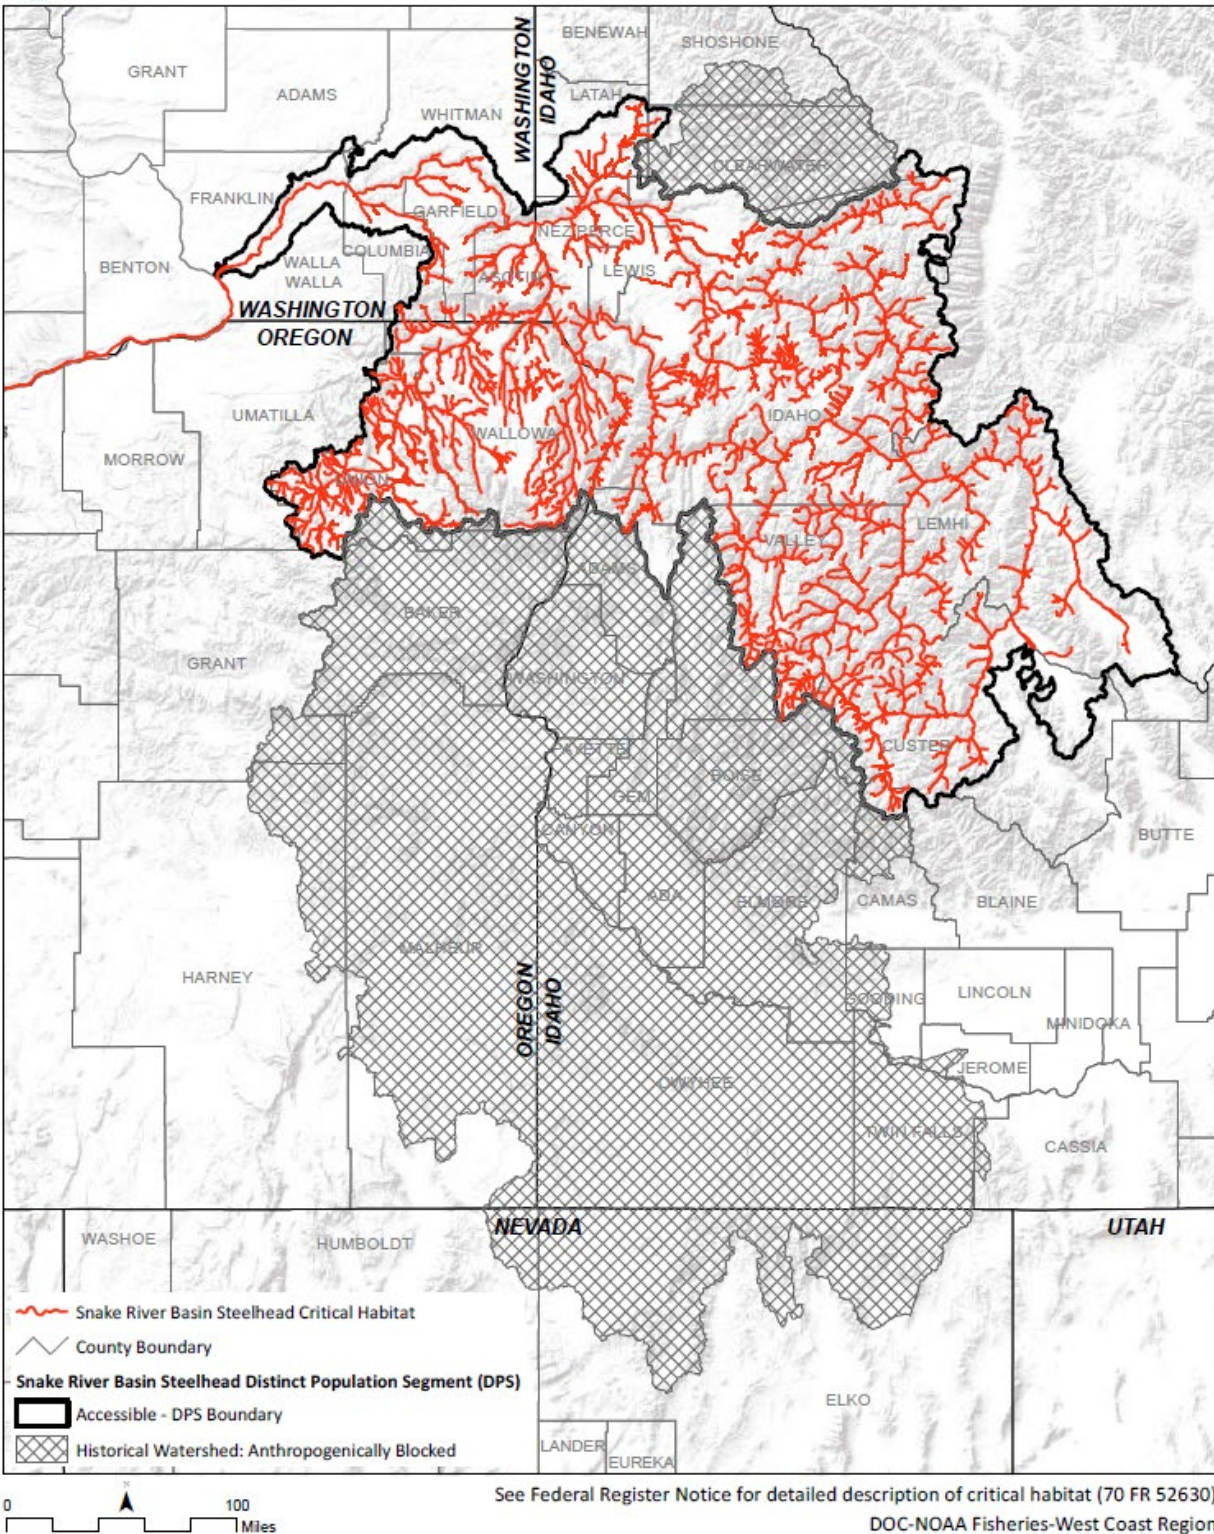 BENEWAH
SHOSHONE
GRANT
ADAMS
WASHINGTON
IDAHO
LATAH
WHITMAN
CLEARWATER
FRANKLIN
GARFIELD
NEZ PERCE
COLUMBIA
BENTON
WALLA
WALLA
ASOTIN
LEWIS
WASHINGTON
OREGON
UMATILLA
IDAHO
WALLOWA
MORROW
UNION
LEMHI
VALLEY
ADAMS
BAKER
GRANT
WASHINGTON
CUSTER
PAYETTE
BOISE
GEM
CANYON
BUTTE
ADA
ELMORE
CAMAS
BLAINE
MALHEUR
HARNEY
OREGON
IDAHO
GOODING
LINCOLN
MINIDOKA
JEROME
OWYHEE
TWIN FALLS
CASSIA
NEVADA
UTAH
WASHOE
HUMBOLDT
Snake River Basin Steelhead Critical Habitat
County Boundary
Snake River Basin Steelhead Distinct Population Segment (DPS)
Accessible - DPS Boundary
Historical Watershed: Anthropogenically Blocked
ELKO
LANDER
EUREKA
N
0 100
Miles
See Federal Register Notice for detailed description of critical habitat (70 FR 52630)
DOC-NOAA Fisheries-West Coast Region